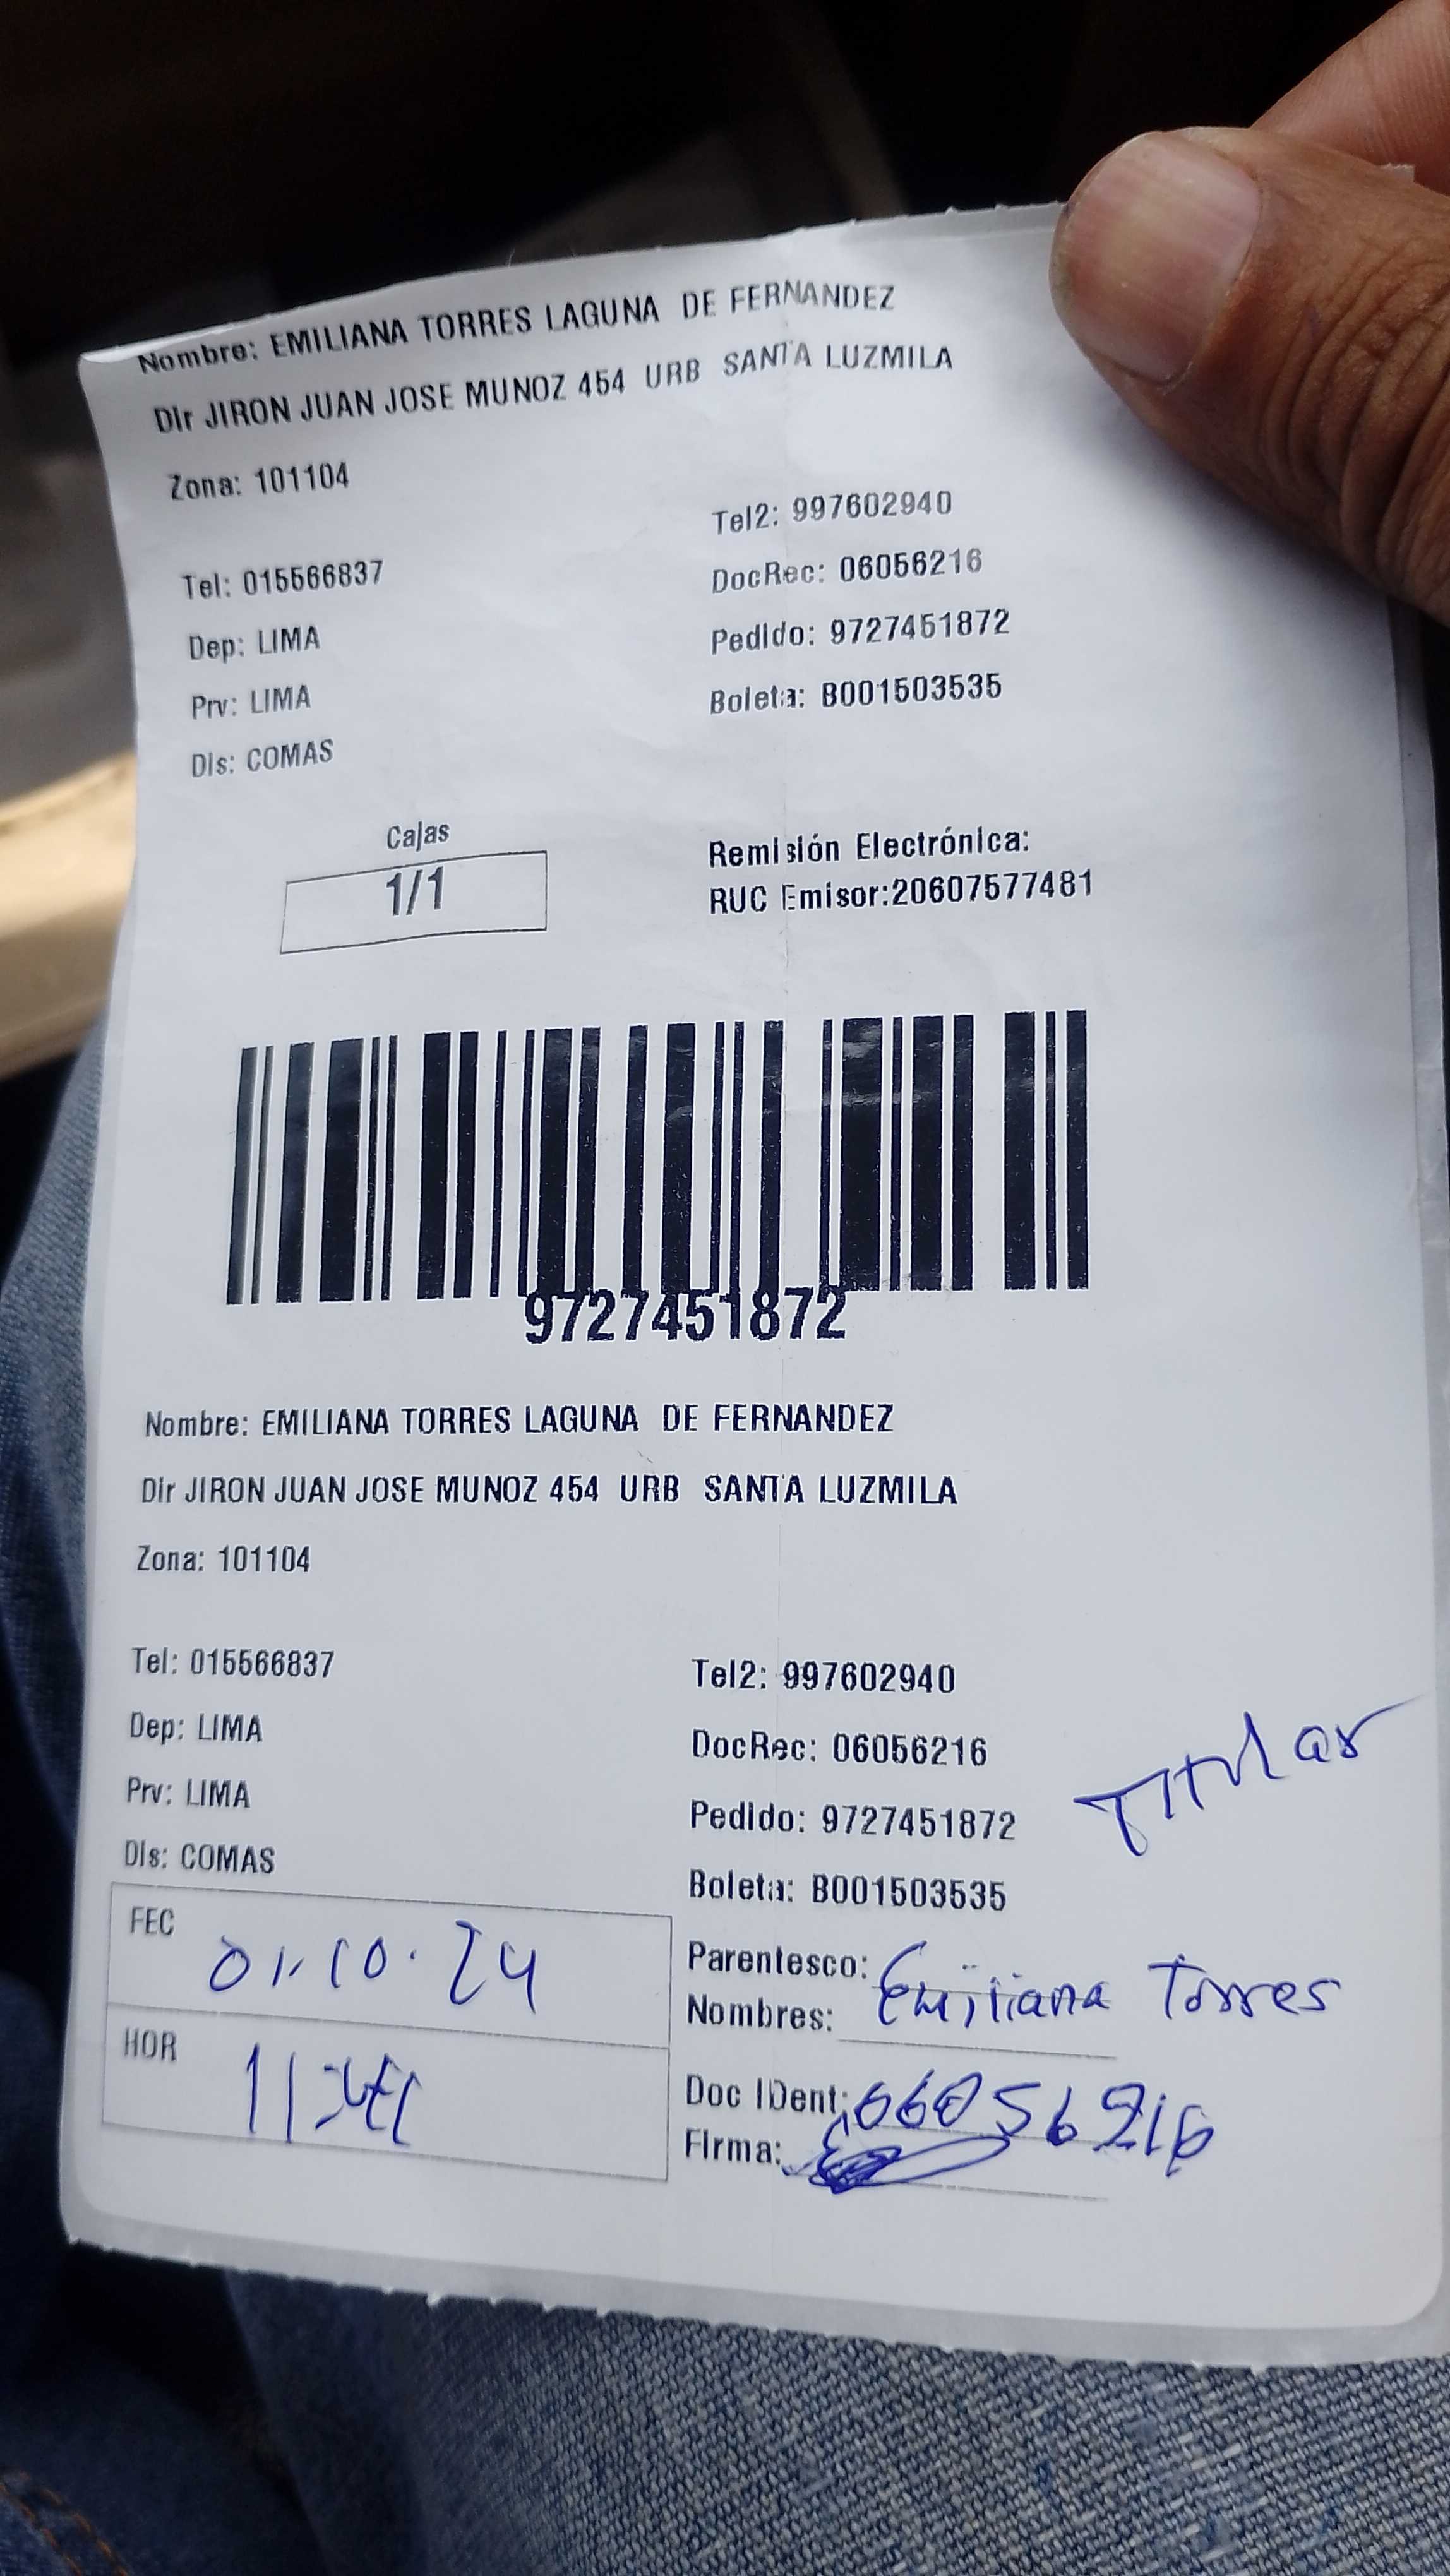 Nombre: EMILIANA TORRES LAGUNA DE FERNANDEZ
Dir JIRON JUAN JOSE MUNOZ 454 URB SANTA LUZMILA
Zona: 101104
Tel2: 997602940
Tel: 015566837
DocRec: 06056216
Dep: LIMA
Pedido: 9727451872
Prv: LIMA
Boleta: B001503535
Dis: COMAS
Cajas
1/1
Remisión Electrónica:
RUC Emisor:20607577481
9727451872
Nombre: EMILIANA TORRES LAGUNA DE FERNANDEZ
Dir JIRON JUAN JOSE MUNOZ 454 URB SANTA LUZMILA
Zona: 101104
Tel: 015566837
Tel2: 997602940
Dep: LIMA
DocRec: 06056216
Prv: LIMA
Pedido: 9727451872
Titular
Dis: COMAS
Boleta: B001503535
FEC 01.10.24
Parentesco:
Nombres: Emiliana Torres
HOR
Doc IDent: 06056216
Firma: